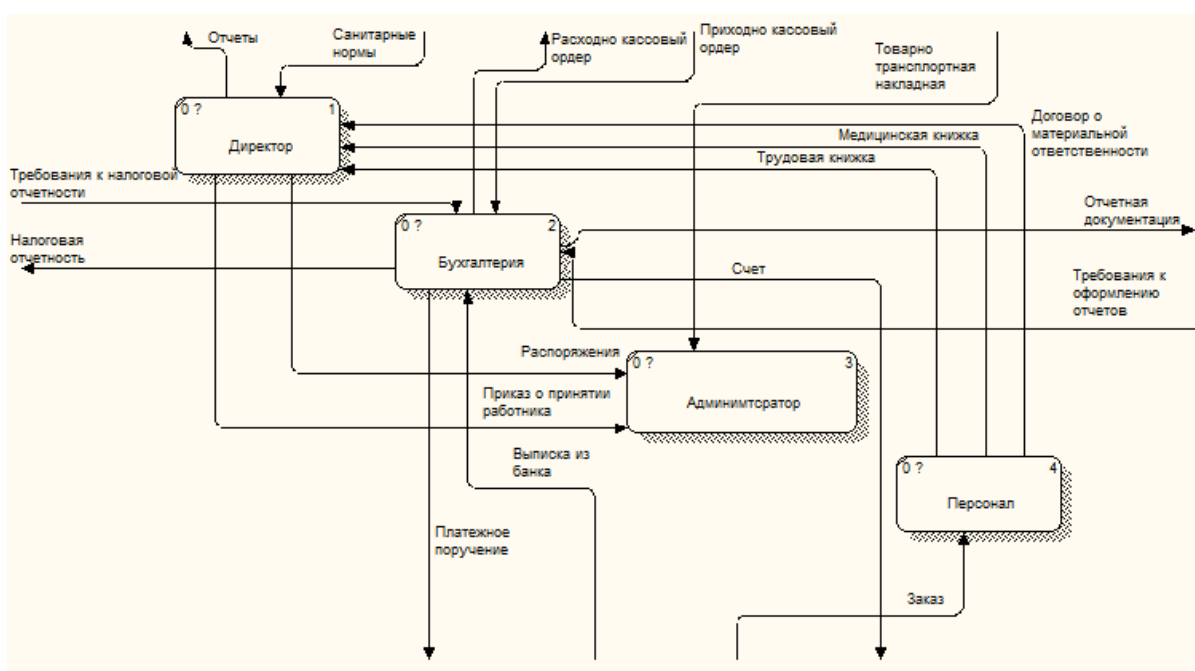 Отчеты
Санитарные
нормы
Расходно кассовый
ордер
Приходно кассовый
ордер
Товарно
трансплортная
накладная
0 ?
1
Директор
Договор о
материальной
ответственности
Медицинская книжка
Трудовая книжка
Требования к налоговой
отчетности
Отчетная
документация
0 ?
2
Бухгалтерия
Налоговая
отчетность
Счет
Требования к
оформлению
отчетов
Распоряжения
0 ?
3
Админимтсратор
Приказ о принятии
работника
Выписка из
банка
0 ?
4
Персонал
Платежное
поручение
Заказ